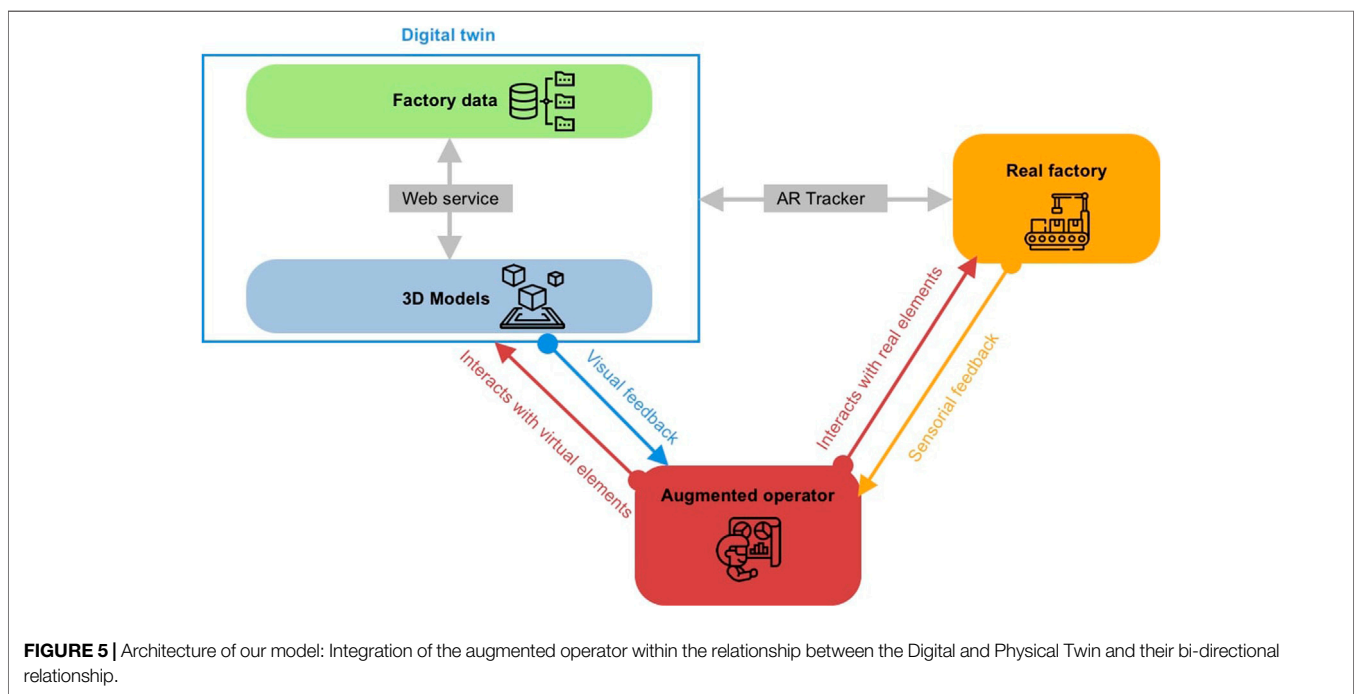 Digital twin
Factory data
Web service
AR Tracker
Real factory
3D Models
Interacts with virtual elements
Visual feedback
Interacts with real elements
Sensorial feedback
Augmented operator
FIGURE 5 | Architecture of our model: Integration of the augmented operator within the relationship between the Digital and Physical Twin and their bi-directional
relationship.